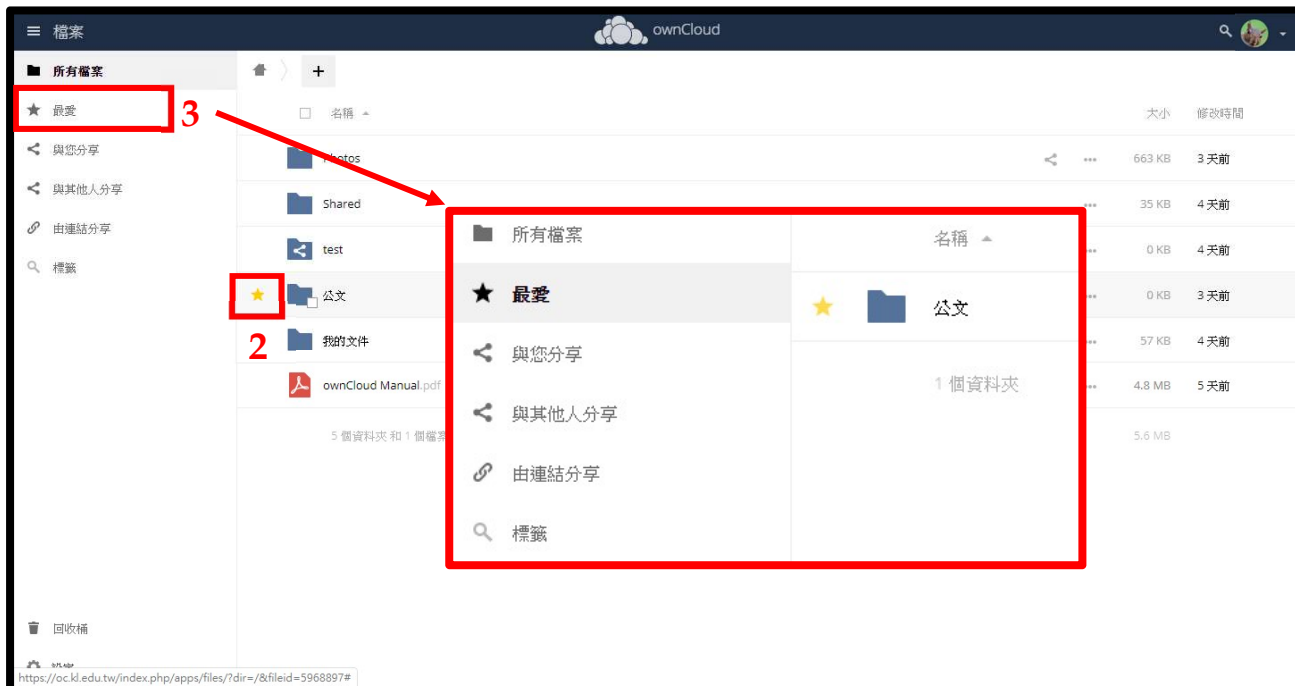 檔案
ownCloud
所有檔案
最愛
3
與您分享
與其他人分享
由連結分享
標籤
名稱 大小 修改時間
Photos 663 KB 3 天前
Shared 35 KB 4 天前
test 0 KB 4 天前
2
公文 0 KB 3 天前
我的文件 57 KB 4 天前
ownCloud Manual.pdf 4.8 MB 5 天前
5 個資料夾 和 1 個檔案 5.6 MB
所有檔案
最愛
與您分享
與其他人分享
由連結分享
標籤
名稱
公文
1 個資料夾
回收桶
設定
https://oc.kl.edu.tw/index.php/apps/files/?dir=/&fileid=5968897#